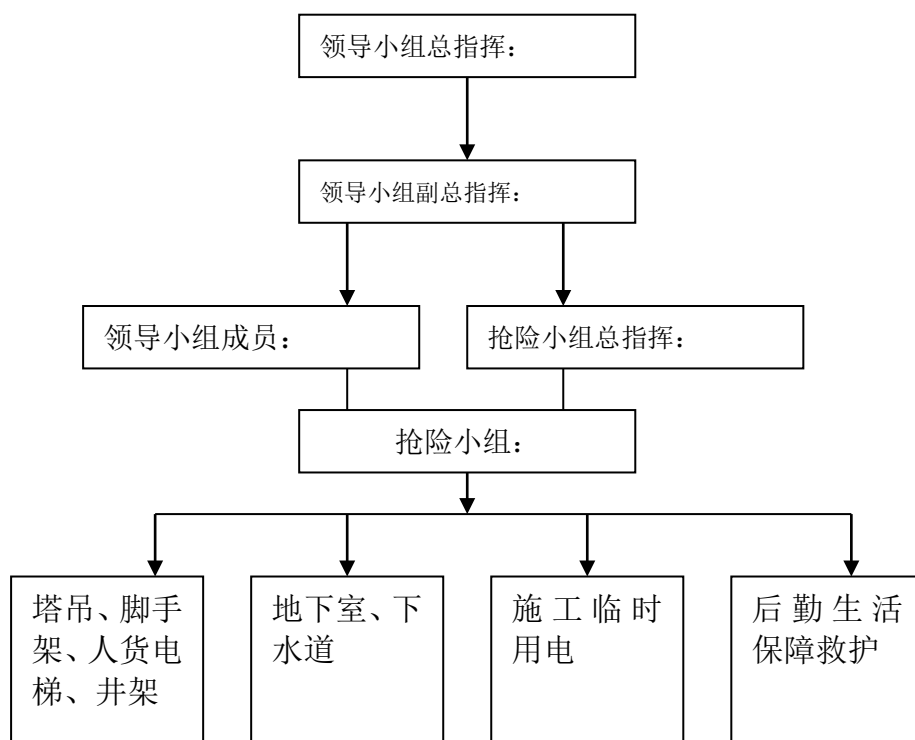 领导小组总指挥：
领导小组副总指挥：
领导小组成员：
抢险小组总指挥：
抢险小组：
塔吊、脚手
架、人货电
梯、井架
地下室、下
水道
施工临时
用电
后勤生活
保障救护